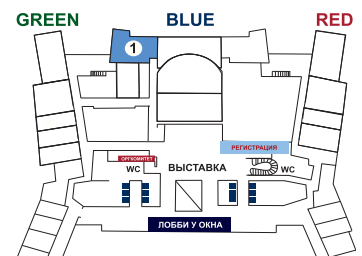 GREEN BLUE RED
1
РЕГИСТРАЦИЯ
ОРГКОМИТЕТ
WC ВЫСТАВКА WC
ЛОББИ У ОКНА